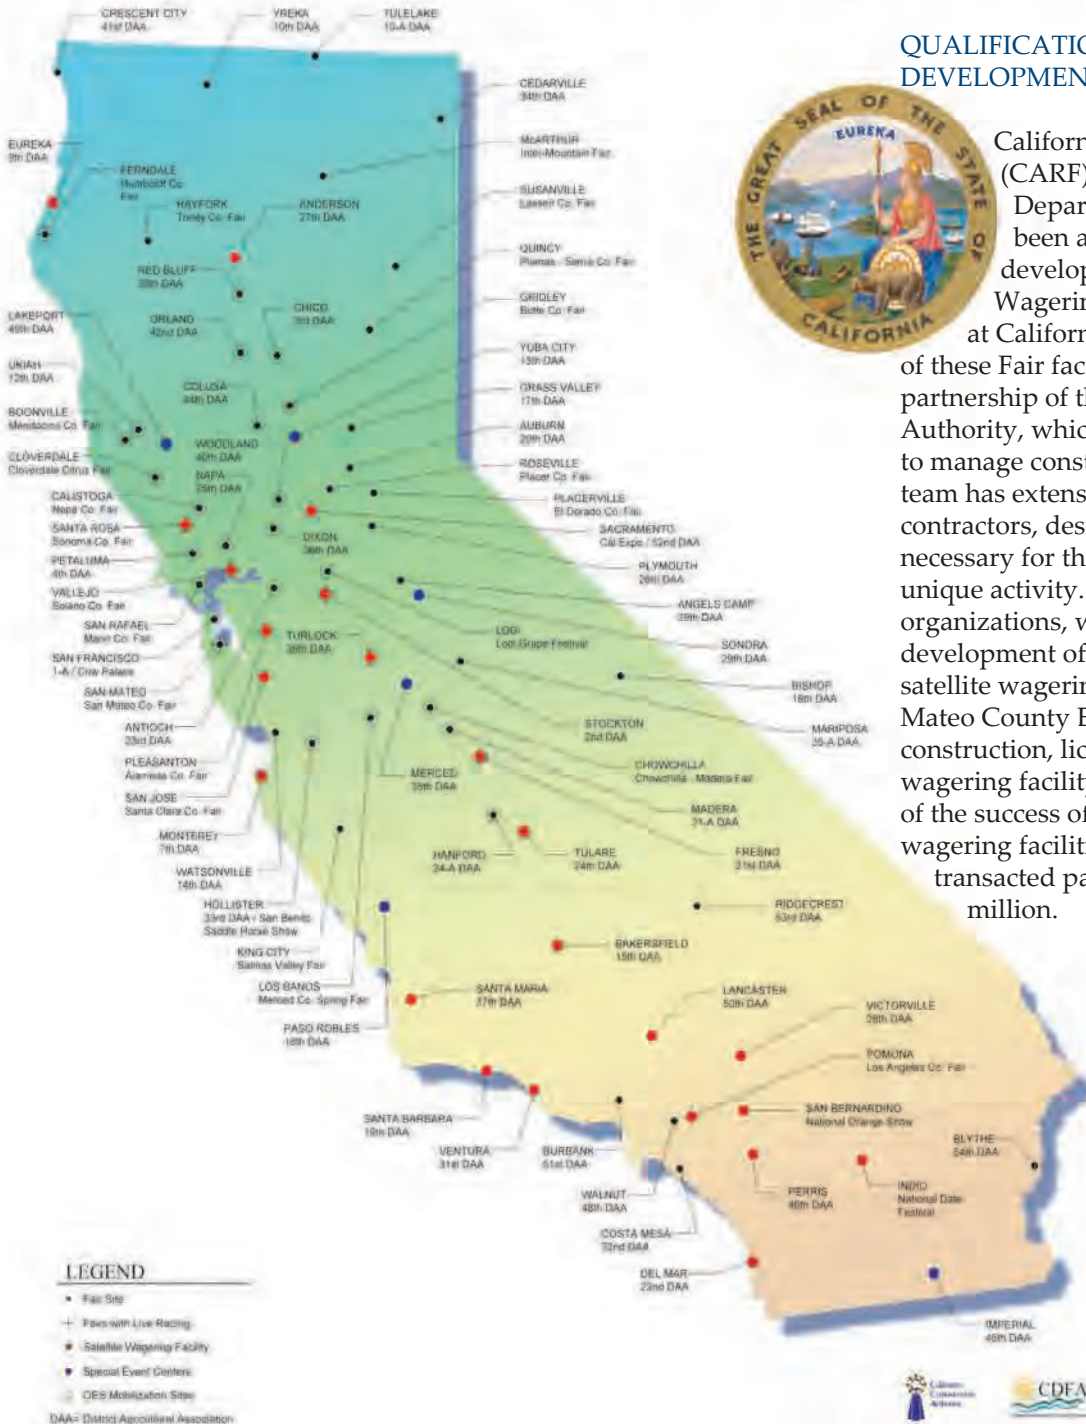 CRESCENT CITY
41st DAA
YREKA
10th DAA
TULELAKE
10-A DAA
CEDARVILLE
34th DAA
McARTHUR
Inter-Mountain Fair
EUREKA
9th DAA
FERNDALE
Humboldt Co.
Fair
HAYFORK
Trinity Co. Fair
ANDERSON
27th DAA
SUSANVILLE
Lassen Co. Fair
RED BLUFF
30th DAA
QUINCY
Plumas - Sierra Co. Fair
LAKEPORT
49th DAA
ORLAND
42nd DAA
CHICO
3rd DAA
GRIDLEY
Butte Co. Fair
UKIAH
12th DAA
COLUSA
44th DAA
YUBA CITY
13th DAA
GRASS VALLEY
17th DAA
BOONVILLE
Mendocino Co. Fair
WOODLAND
40th DAA
AUBURN
20th DAA
CLOVERDALE
Cloverdale Citrus Fair
NAPA
25th DAA
ROSEVILLE
Placer Co. Fair
CALISTOGA
Napa Co. Fair
PLACERVILLE
El Dorado Co. Fair
SANTA ROSA
Sonoma Co. Fair
DIXON
36th DAA
SACRAMENTO
Cal Expo / 52nd DAA
PETALUMA
4th DAA
PLYMOUTH
26th DAA
VALLEJO
Solano Co. Fair
ANGELS CAMP
39th DAA
SAN RAFAEL
Marin Co. Fair
TURLOCK
38th DAA
LODI
Lodi Grape Festival
SONORA
29th DAA
SAN FRANCISCO
1-A / Cow Palace
BISHOP
18th DAA
SAN MATEO
San Mateo Co. Fair
STOCKTON
2nd DAA
MARIPOSA
35-A DAA
ANTIOCH
23rd DAA
PLEASANTON
Alameda Co. Fair
MERCED
35th DAA
CHOWCHILLA
Chowchilla - Madera Fair
SAN JOSE
Santa Clara Co. Fair
MADERA
21-A DAA
MONTEREY
7th DAA
HANFORD
24-A DAA
TULARE
24th DAA
FRESNO
21st DAA
WATSONVILLE
14th DAA
HOLLISTER
33rd DAA - San Benito
Saddle Horse Show
RIDGECREST
53rd DAA
KING CITY
Salinas Valley Fair
BAKERSFIELD
15th DAA
LOS BANOS
Merced Co. Spring Fair
SANTA MARIA
37th DAA
LANCASTER
50th DAA
VICTORVILLE
28th DAA
PASO ROBLES
16th DAA
POMONA
Los Angeles Co. Fair
SANTA BARBARA
19th DAA
SAN BERNARDINO
National Orange Show
VENTURA
31st DAA
BURBANK
51st DAA
BLYTHE
54th DAA
WALNUT
48th DAA
PERRIS
46th DAA
INDIO
National Date
Festival
COSTA MESA
32nd DAA
DEL MAR
22nd DAA
IMPERIAL
45th DAA
LEGEND
Fair Site
Fairs with Live Racing
Satellite Wagering Facility
Special Event Centers
OES Mobilization Sites
DAA= District Agricultural Association
QUALIFICATIO
DEVELOPMEN
THE GREAT SEAL OF THE STATE OF CALIFORNIA
EUREKA
Californ
(CARF)
Depar
been a
develop
Wagerin
at Californ
of these Fair fac
partnership of th
Authority, whic
to manage const
team has extens
contractors, des
necessary for th
unique activity.
organizations, w
development of
satellite wagerin
Mateo County E
construction, lic
wagering facility
of the success of
wagering faciliti
transacted pa
million.
CDFA